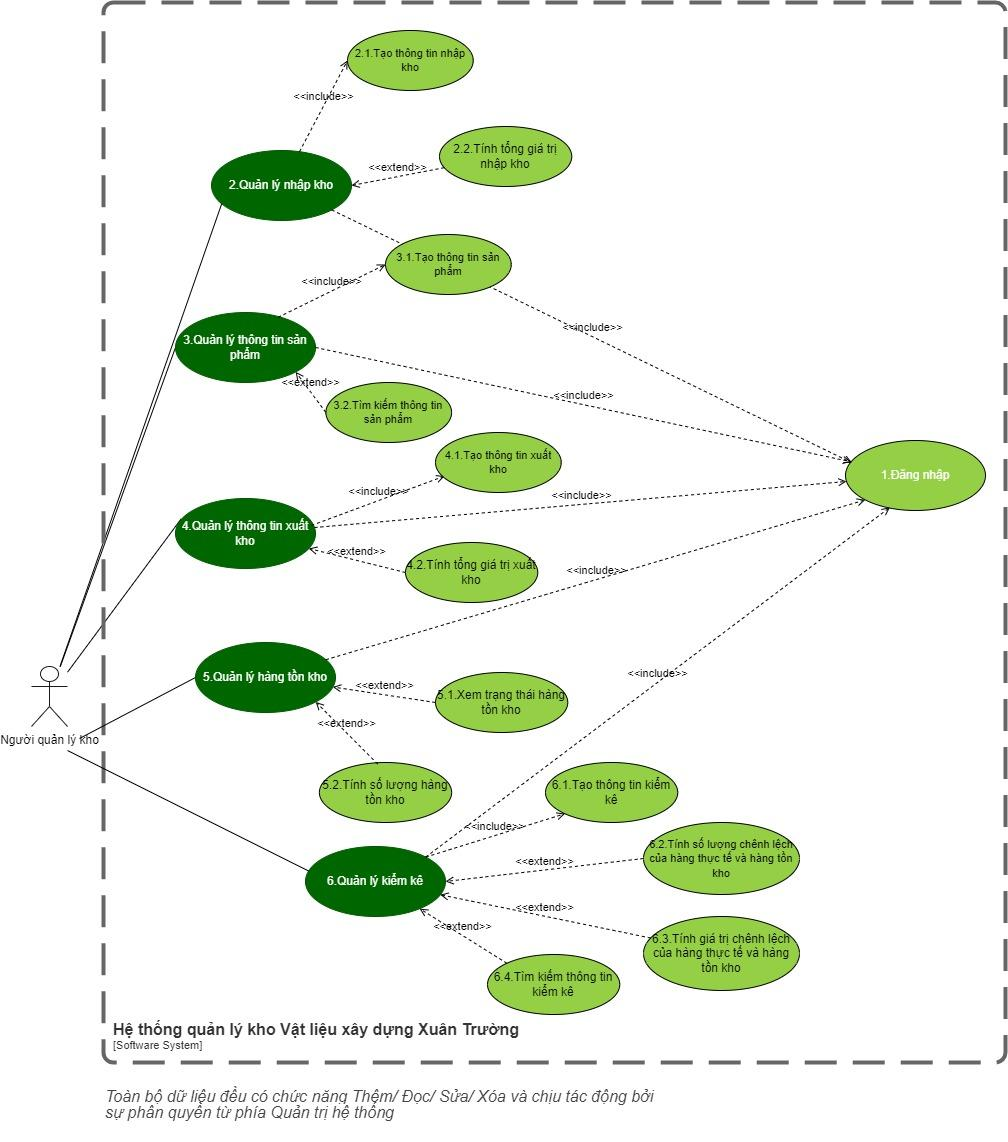 2.1.Tạo thông tin nhập
kho
<<include>>
2.2.Tính tổng giá trị
nhập kho
<<extend>>
2.Quản lý nhập kho
3.1.Tạo thông tin sản
phẩm
<<include>>
<<include>>
3.Quản lý thông tin sản
phẩm
<<extend>>
<<include>>
3.2.Tìm kiếm thông tin
sản phẩm
4.1.Tạo thông tin xuất
kho
1.Đăng nhập
<<include>>
<<include>>
4.Quản lý thông tin xuất
kho
<<extend>>
4.2.Tính tổng giá trị xuất
kho
<<include>>
5.Quản lý hàng tồn kho
<<include>>
<<extend>>
5.1.Xem trạng thái hàng
tồn kho
<<extend>>
Người quản lý kho
5.2.Tính số lượng hàng
tồn kho
6.1.Tạo thông tin kiểm
kê
<<include>>
6.2.Tính số lượng chênh lệch
của hàng thực tế và hàng tồn
kho
<<extend>>
6.Quản lý kiểm kê
<<extend>>
<<extend>>
6.3.Tính giá trị chênh lệch
của hàng thực tế và hàng
tồn kho
6.4.Tìm kiếm thông tin
kiểm kê
Hệ thống quản lý kho Vật liệu xây dựng Xuân Trường
[Software System]
Toàn bộ dữ liệu đều có chức năng Thêm/ Đọc/ Sửa/ Xóa và chịu tác động bởi
sự phân quyền từ phía Quản trị hệ thống